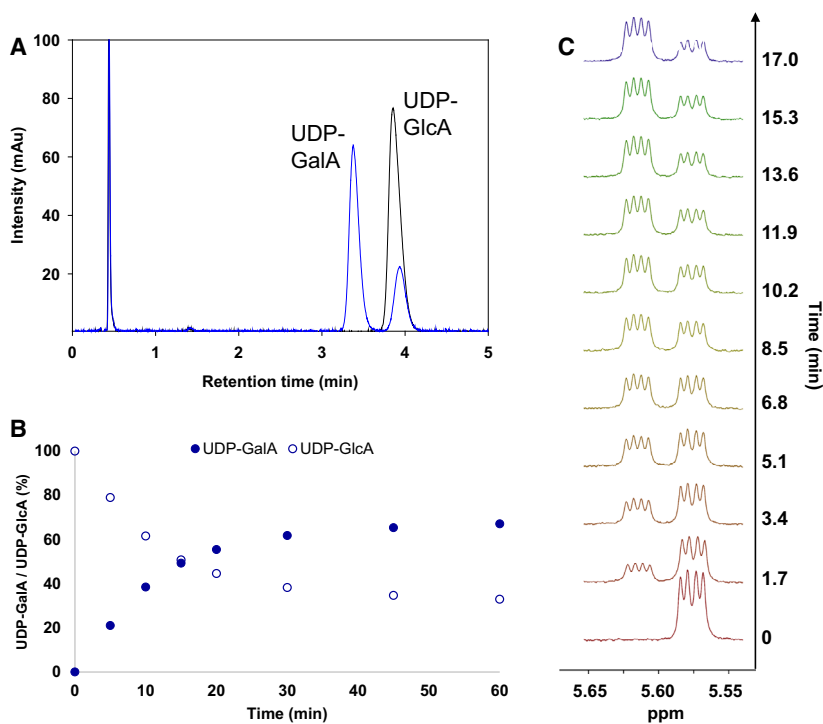 A
100
80
60
40
20
Intensity (mAu)
UDP-
GalA
UDP-
GlcA
0 1 2 3 4 5
Retention time (min)
B
100
80
60
40
20
0
UDP-GalA / UDP-GlcA (%)
UDP-GalA UDP-GlcA
0 10 20 30 40 50 60
Time (min)
C
17.0
15.3
13.6
11.9
10.2
8.5
6.8
5.1
3.4
1.7
0
Time (min)
5.65 5.60 5.55
ppm